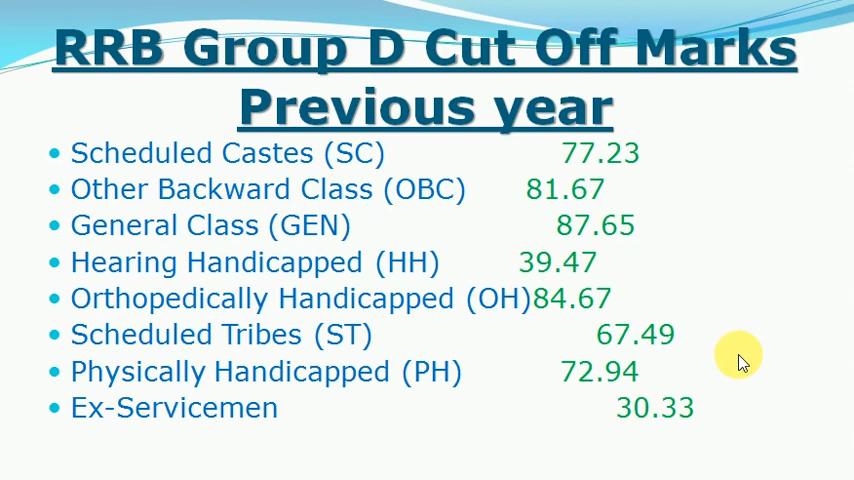 RRB Group D Cut Off Marks
Previous year
• Scheduled Castes (SC) 77.23
• Other Backward Class (OBC) 81.67
• General Class (GEN) 87.65
• Hearing Handicapped (HH) 39.47
• Orthopedically Handicapped (OH)84.67
• Scheduled Tribes (ST) 67.49
• Physically Handicapped (PH) 72.94
• Ex-Servicemen 30.33